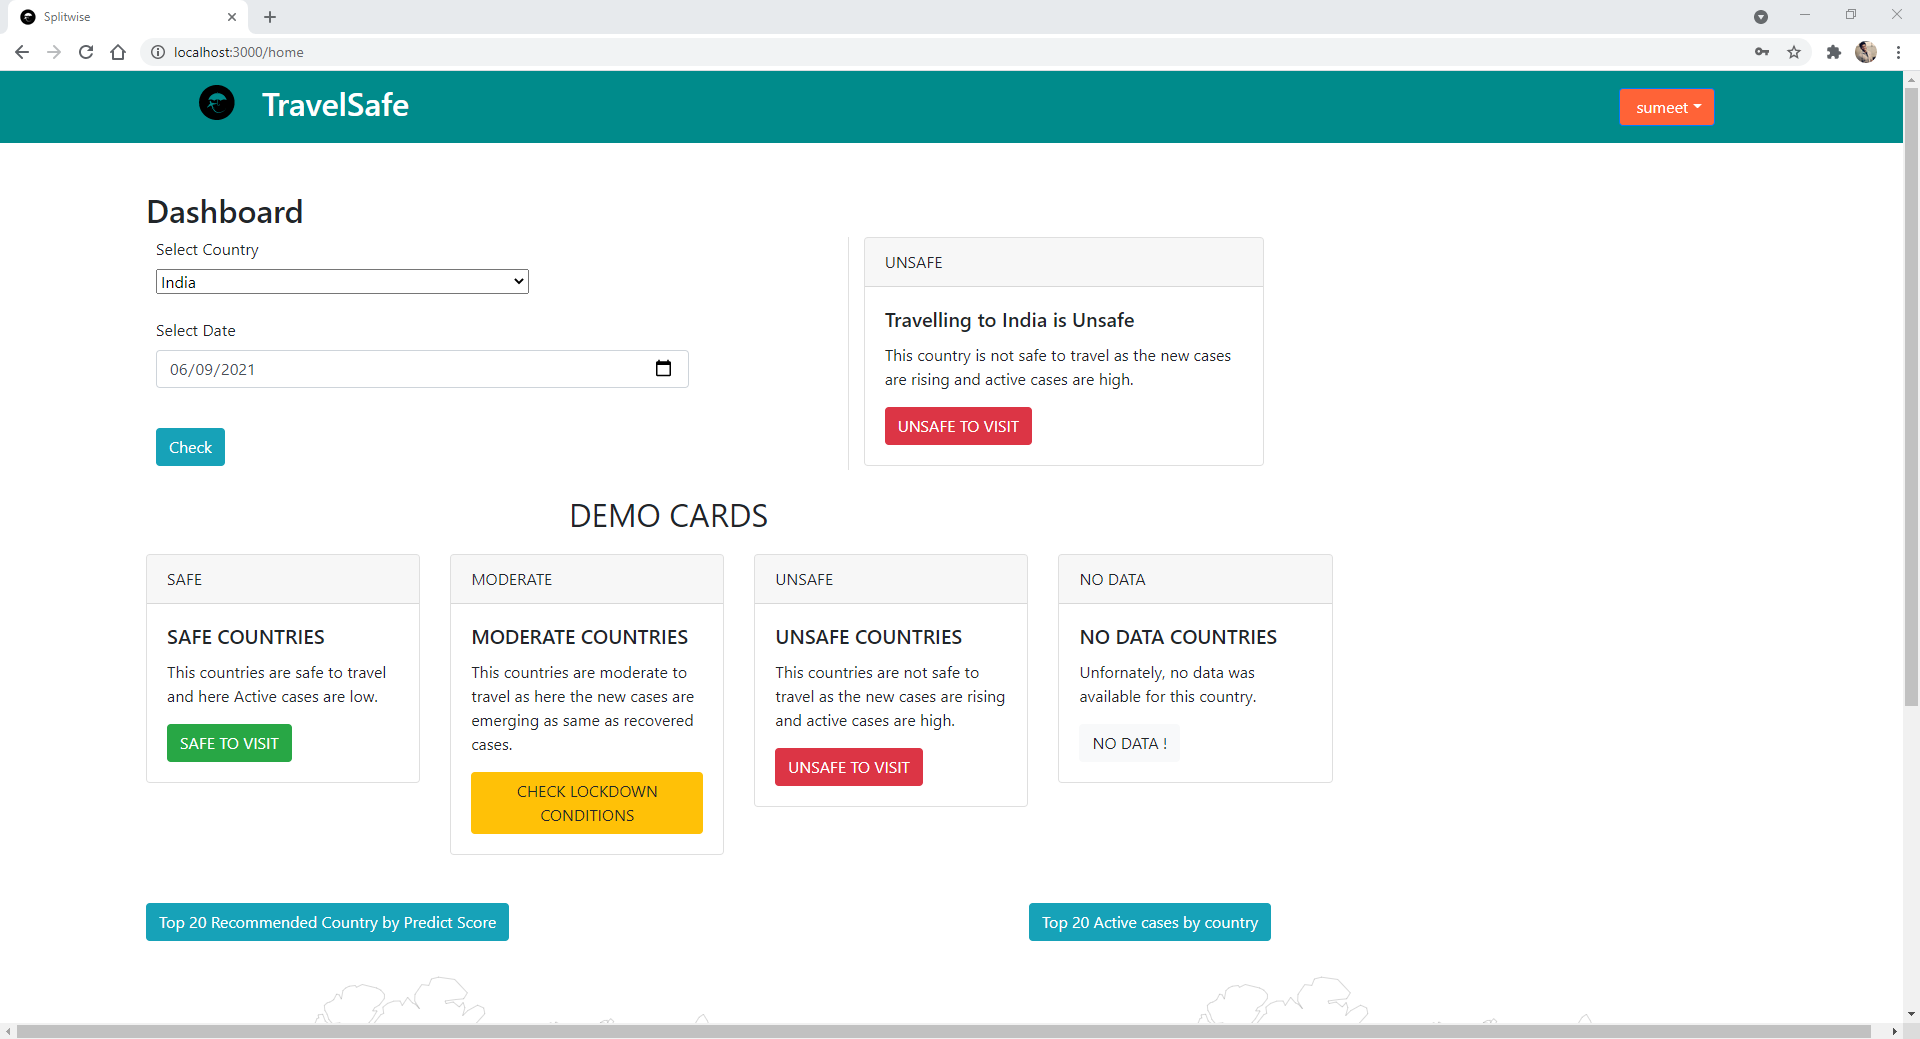 Splitwise
localhost:3000/home
TravelSafe
sumeet
Dashboard
Select Country
India
Select Date
06/09/2021
Check
UNSAFE
Travelling to India is Unsafe
This country is not safe to travel as the new cases
are rising and active cases are high.
UNSAFE TO VISIT
DEMO CARDS
SAFE
SAFE COUNTRIES
This countries are safe to travel
and here Active cases are low.
SAFE TO VISIT
MODERATE
MODERATE COUNTRIES
This countries are moderate to
travel as here the new cases are
emerging as same as recovered
cases.
CHECK LOCKDOWN
CONDITIONS
UNSAFE
UNSAFE COUNTRIES
This countries are not safe to
travel as the new cases are rising
and active cases are high.
UNSAFE TO VISIT
NO DATA
NO DATA COUNTRIES
Unfornately, no data was
available for this country.
NO DATA !
Top 20 Recommended Country by Predict Score
Top 20 Active cases by country